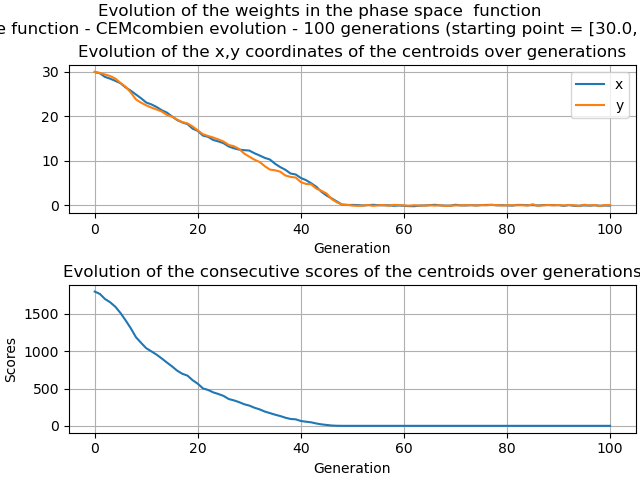 Evolution of the weights in the phase space  function
e function - CEMcombien evolution - 100 generations (starting point = [30.0,
Evolution of the x,y coordinates of the centroids over generations
30
20
10
0
x
y
0 20 40 60 80 100
Generation
Evolution of the consecutive scores of the centroids over generations
Scores
1500
1000
500
0
0 20 40 60 80 100
Generation